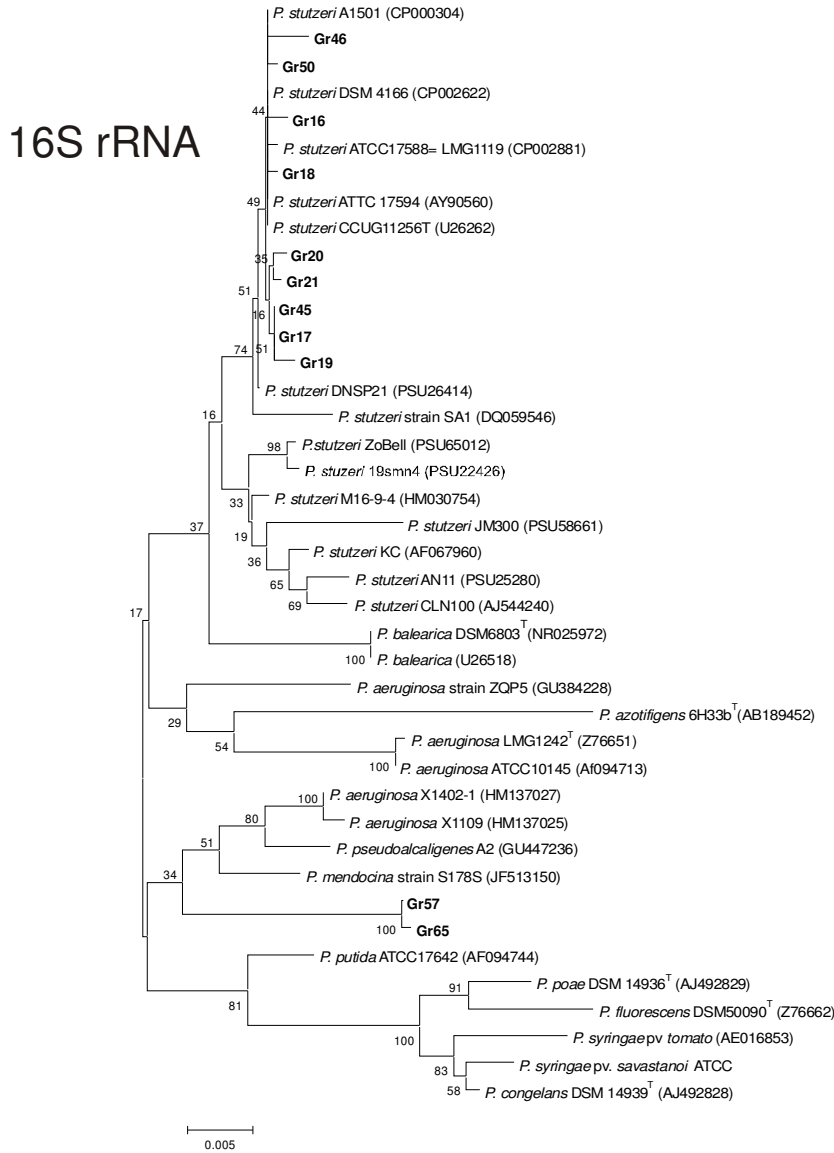 P. stutzeri A1501 (CP000304)
Gr46
Gr50
P. stutzeri DSM 4166 (CP002622)
44
Gr16
16S rRNA
P. stutzeri ATCC17588= LMG1119 (CP002881)
Gr18
49
P. stutzeri ATTC 17594 (AY90560)
P. stutzeri CCUG11256T (U26262)
35
Gr20
Gr21
51
16
Gr45
Gr17
74
51
Gr19
P. stutzeri DNSP21 (PSU26414)
16
P. stutzeri strain SA1 (DQ059546)
98
P.stutzeri ZoBell (PSU65012)
P. stuzeri 19smn4 (PSU22426)
33
P. stutzeri M16-9-4 (HM030754)
37
P. stutzeri JM300 (PSU58661)
19
P. stutzeri KC (AF067960)
36
65
P. stutzeri AN11 (PSU25280)
69
P. stutzeri CLN100 (AJ544240)
17
P. balearica DSM6803T (NR025972)
100
P. balearica (U26518)
P. aeruginosa strain ZQP5 (GU384228)
29
P. azotifigens 6H33bT(AB189452)
54
P. aeruginosa LMG1242T (Z76651)
100
P. aeruginosa ATCC10145 (Af094713)
100
P. aeruginosa X1402-1 (HM137027)
80
P. aeruginosa X1109 (HM137025)
51
P. pseudoalcaligenes A2 (GU447236)
34
P. mendocina strain S178S (JF513150)
Gr57
100
Gr65
P. putida ATCC17642 (AF094744)
91
P. poae DSM 14936T (AJ492829)
81
P. fluorescens DSM50090T (Z76662)
100
P. syringae pv tomato (AE016853)
83
P. syringae pv. savastanoi ATCC
58
P. congelans DSM 14939T (AJ492828)
0.005